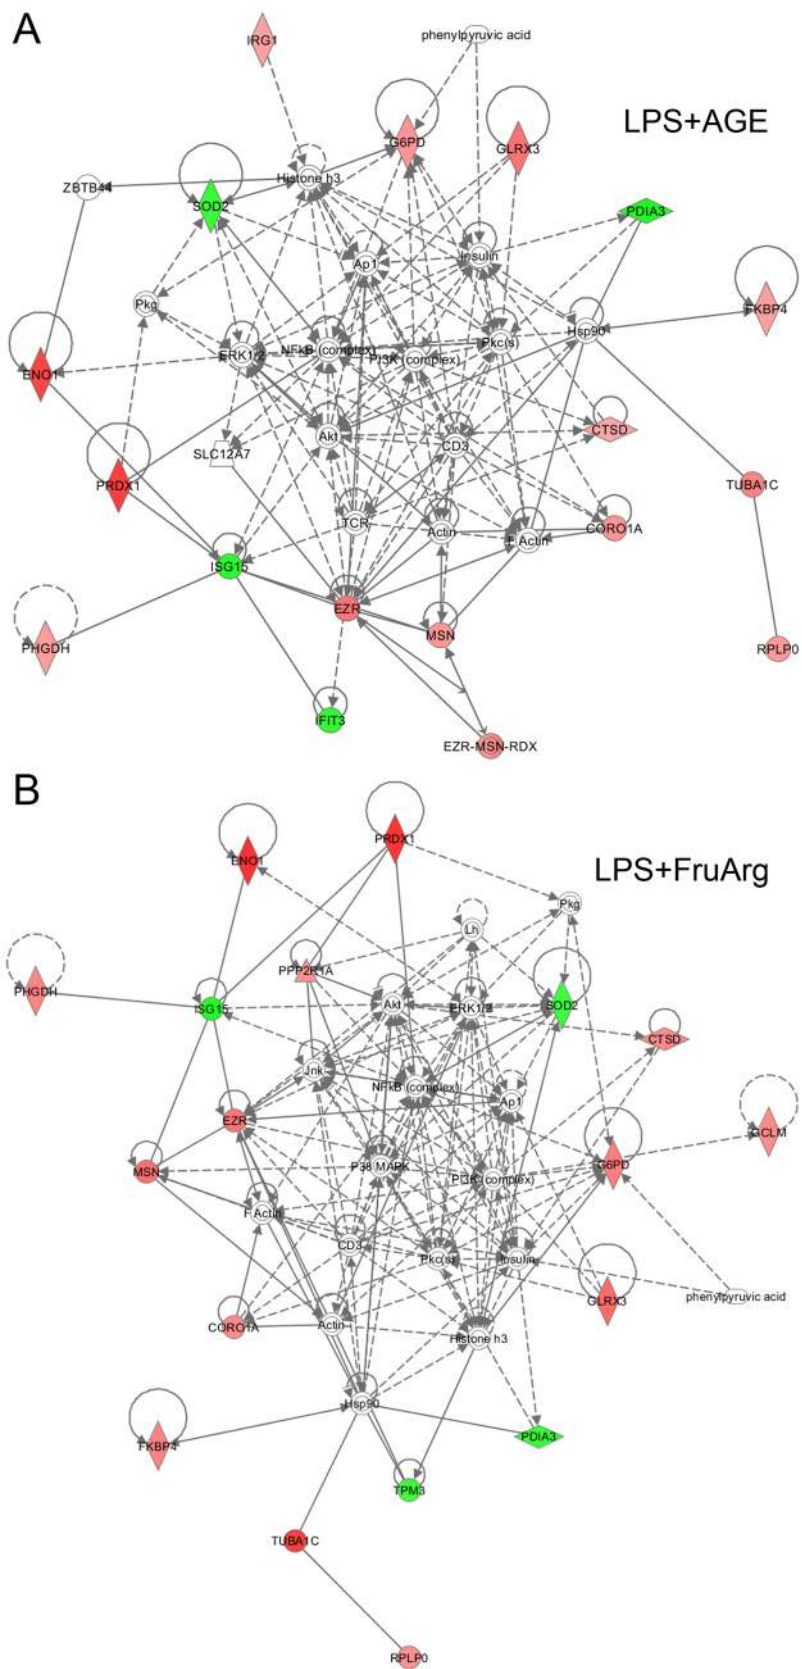 A
IRG1
phenylpyruvic acid
LPS+AGE
G6PD
GLRX3
Histone h3
ZBTB44
SOD2
PDIA3
Ap1
Insulin
Pkg
FKBP4
Hsp90
ERK1/2
NFkB (complex)
PI3K (complex)
Pkc(s)
ENO1
CTSD
Akt
CD3
SLC12A7
PRDX1
TUBA1C
TCR
Actin
F Actin
CORO1A
ISG15
EZR
MSN
PHGDH
RPLP0
IFIT3
EZR-MSN-RDX
B
PRDX1
ENO1
LPS+FruArg
Pkg
Lh
PPP2R1A
PHGDH
ISG15
Akt
ERK1/2
SOD2
CTSD
Jnk
NFkB (complex)
Ap1
EZR
GCLM
MSN
P38 MAPK
PI3K (complex)
G6PD
F Actin
CD3
Pkc(s)
Insulin
phenylpyruvic acid
GLRX3
CORO1A
Actin
Histone h3
Hsp90
FKBP4
PDIA3
TPM3
TUBA1C
RPLP0